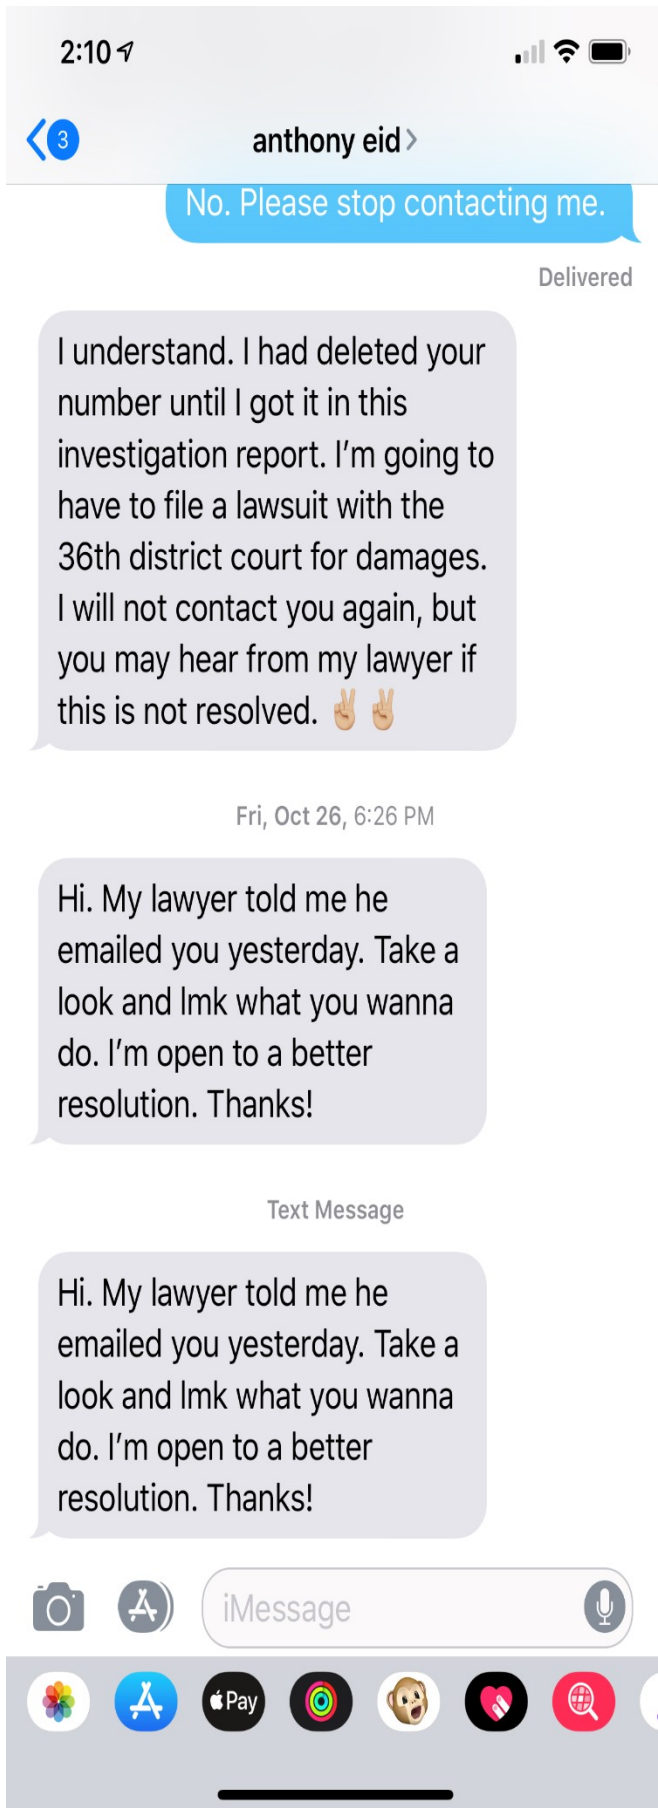 2:10
3
anthony eid
No. Please stop contacting me.
Delivered
I understand. I had deleted your
number until I got it in this
investigation report. I'm going to
have to file a lawsuit with the
36th district court for damages.
I will not contact you again, but
you may hear from my lawyer if
this is not resolved. ✌🏼✌🏼
Fri, Oct 26, 6:26 PM
Hi. My lawyer told me he
emailed you yesterday. Take a
look and lmk what you wanna
do. I'm open to a better
resolution. Thanks!
Text Message
Hi. My lawyer told me he
emailed you yesterday. Take a
look and lmk what you wanna
do. I'm open to a better
resolution. Thanks!
iMessage
Pay